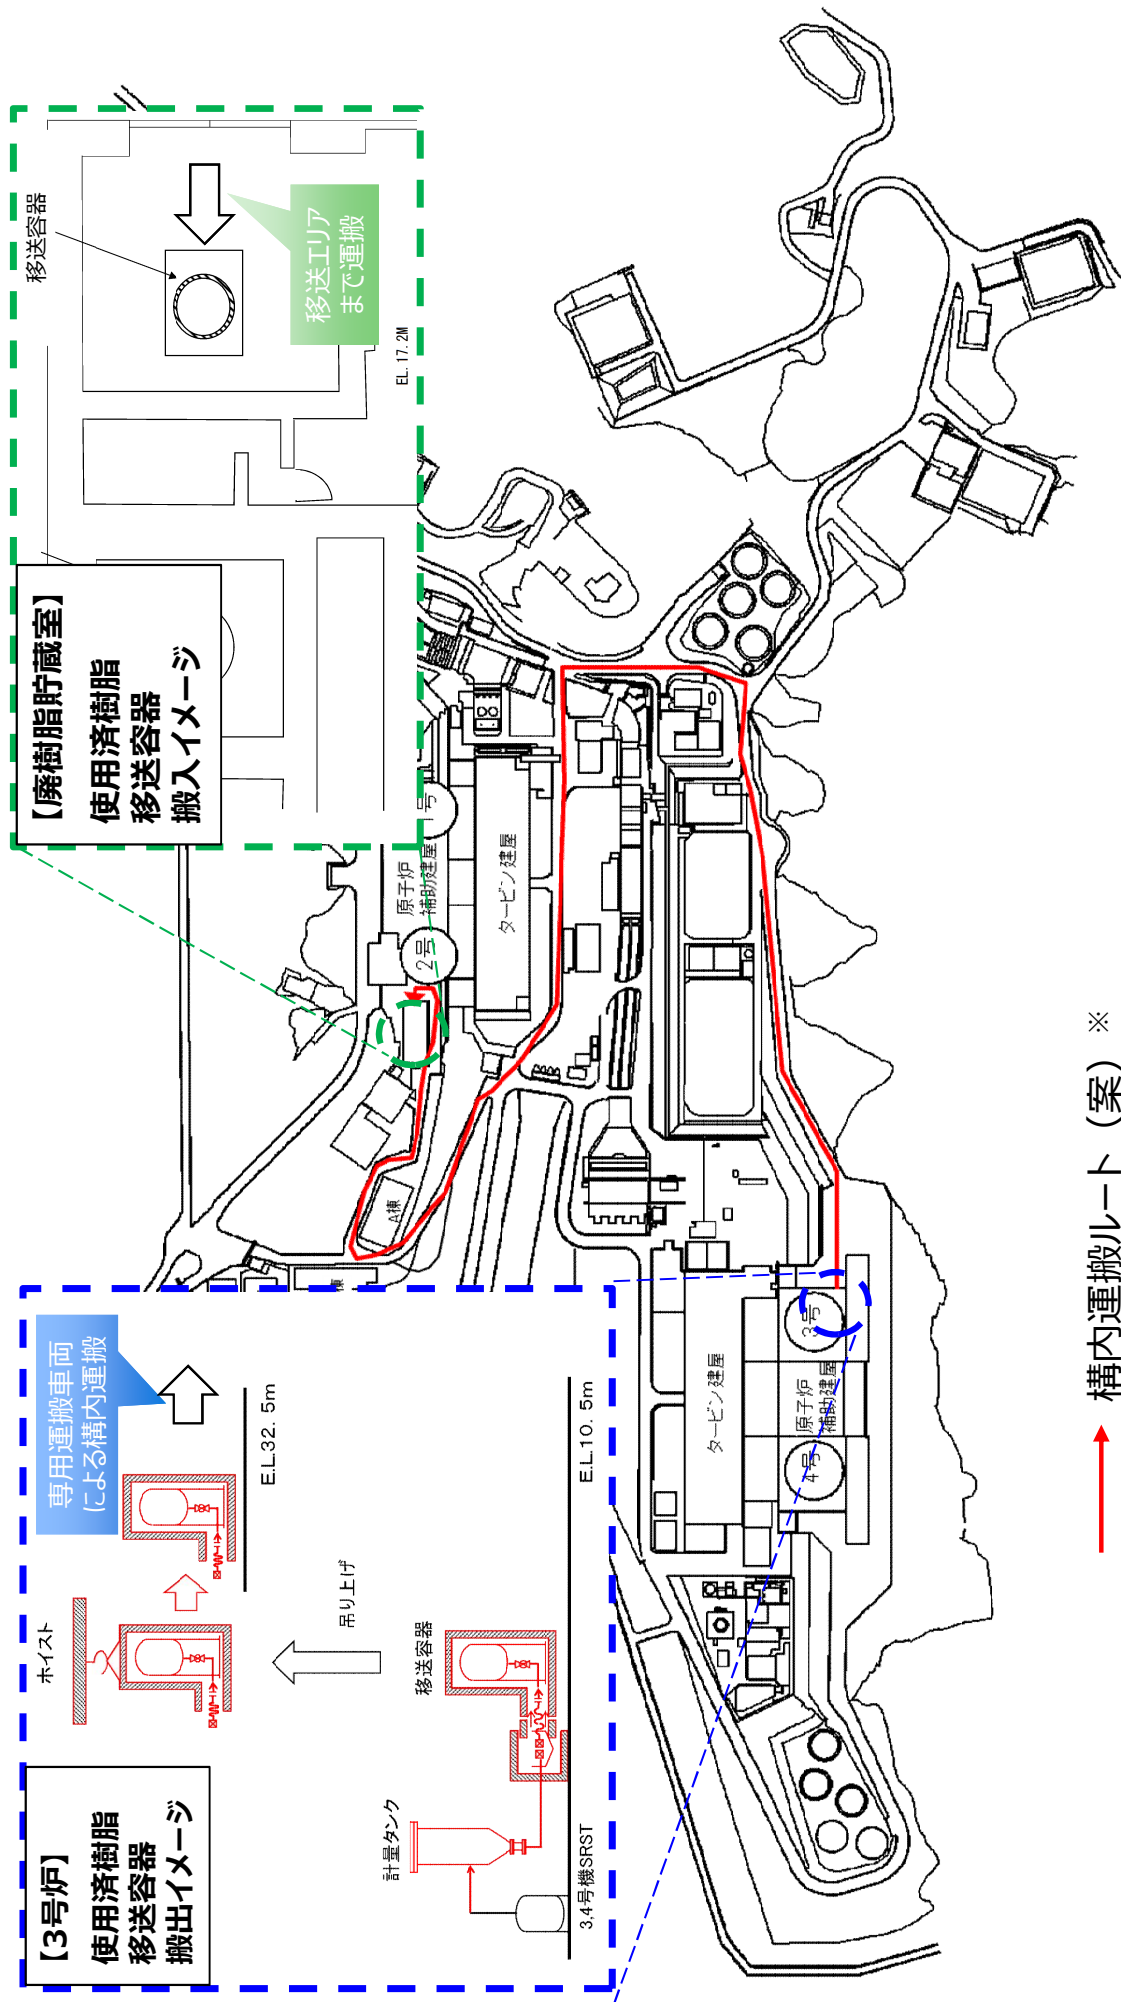 【3号炉】
使用済樹脂
移送容器
搬出イメージ
ホイスト
専用運搬車両
による構内運搬
E.L.32. 5m
吊り上げ
計量タンク
移送容器
3,4号機SRST
E.L.10. 5m
【廃樹脂貯蔵室】
使用済樹脂
移送容器
搬入イメージ
移送容器
移送エリア
まで運搬
EL. 17. 2M
原子炉
補助建屋
1号
2号
タービン建屋
A棟
棟
タービン建屋
4号
原子炉
補助建屋
3号
構内運搬ルート（案）※